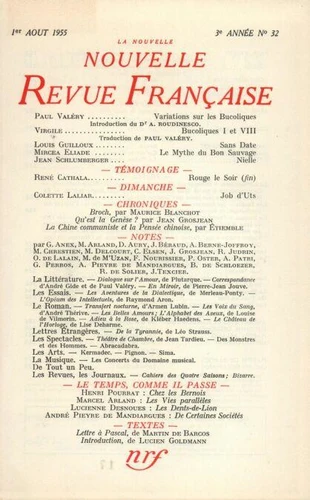 1er AOUT 1955 3e ANNÉE No 32
LA NOUVELLE
NOUVELLE
REVUE FRANÇAISE
PAUL VALÉRY .......... Variations sur les Bucoliques
Introduction du Dr A. ROUDINESCO.
VIRGILE ................ Bucoliques I et VIII
Traduction de PAUL VALÉRY.
LOUIS GUILLOUX .......... Sans Date
MIRCEA ELIADE ........ Le Mythe du Bon Sauvage
JEAN SCHLUMBERGER .... Nielle
— TÉMOIGNAGE —
RENÉ CATHALA.......... Rouge le Soir (fin)
— DIMANCHE —
COLETTE LALIAR.......... Job d'Uts
— CHRONIQUES —
Broch, par MAURICE BLANCHOT
Qu'est la Genèse ? par JEAN GROSJEAN
La Chine communiste et la Pensée chinoise, par ETIEMBLE
— NOTES —
par G. ANEX, M. ARLAND, D. AURY, J. BÉRAUD, A. BERNE-JOFFROY,
M. CHRESTIEN, M. DELCOURT, C. ELSEN, J. GROSJEAN, R. JUDRIN,
O. DE LALAIN, M. DE M'UZAN, F. NOURISSIER, P. OSTER, A. PATRI,
G. PERROS, A. PIEYRE DE MANDIARGUES, B. DE SCHLOEZER,
R. DE SOLIER, J. TEXCIER.
La Littérature. — Dialogue sur l'Amour, de Plutarque. — Correspondance
d'André Gide et de Paul Valéry. — En Miroir, de Pierre-Jean Jouve.
Les Essais. — Les Aventures de la Dialectique, de Merleau-Ponty. —
L'Opium des Intellectuels, de Raymond Aron.
Le Roman. — Transfert nocturne, d'Armen Lubin. — Les Voix du Sang,
d'André Thérive. — Les Belles Amours ; L'Alphabet des Aveux, de Louise
de Vilmorin. — Adios à la Rose, de Kléber Haedens. — Le Château de
l'Horloge, de Lise Deharme.
Lettres Étrangères. — De la Tyrannie, de Léo Strauss.
Les Spectacles. — Théâtre de Chambre, de Jean Tardieu. — Des Monstres
et des Hommes. — Abracadabra.
Les Arts. — Kermadec. — Pignon. — Sima.
La Musique. — Les Concerts du Domaine musical.
De Tout un Peu.
Les Revues, les Journaux. — Cahiers des Quatre Saisons ; Bizarre.
— LE TEMPS, COMME IL PASSE —
HENRI POURRAT : Chez les Bernois
MARCEL ARLAND : Les Vies parallèles
LUCIENNE DESNOUES : Les Dents-de-Lion
ANDRÉ PIEYRE DE MANDIARGUES : De Certaines Sociétés
— TEXTES —
Lettre à Pascal, de MARTIN DE BARCOS
Introduction, de LUCIEN GOLDMANN
nrf